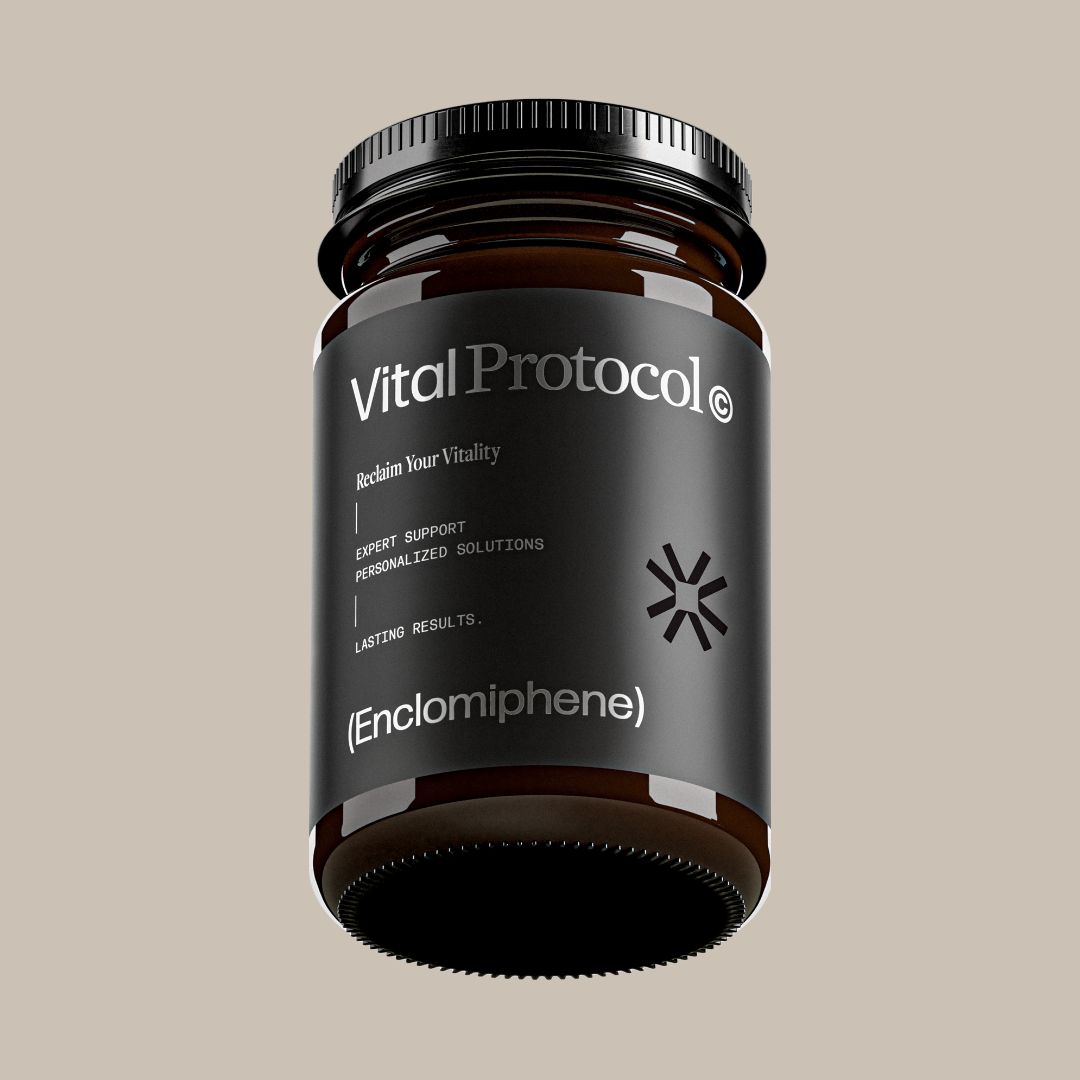 Vital Protocol ©
Reclaim Your Vitality
EXPERT SUPPORT
PERSONALIZED SOLUTIONS
LASTING RESULTS.
(Enclomiphene)